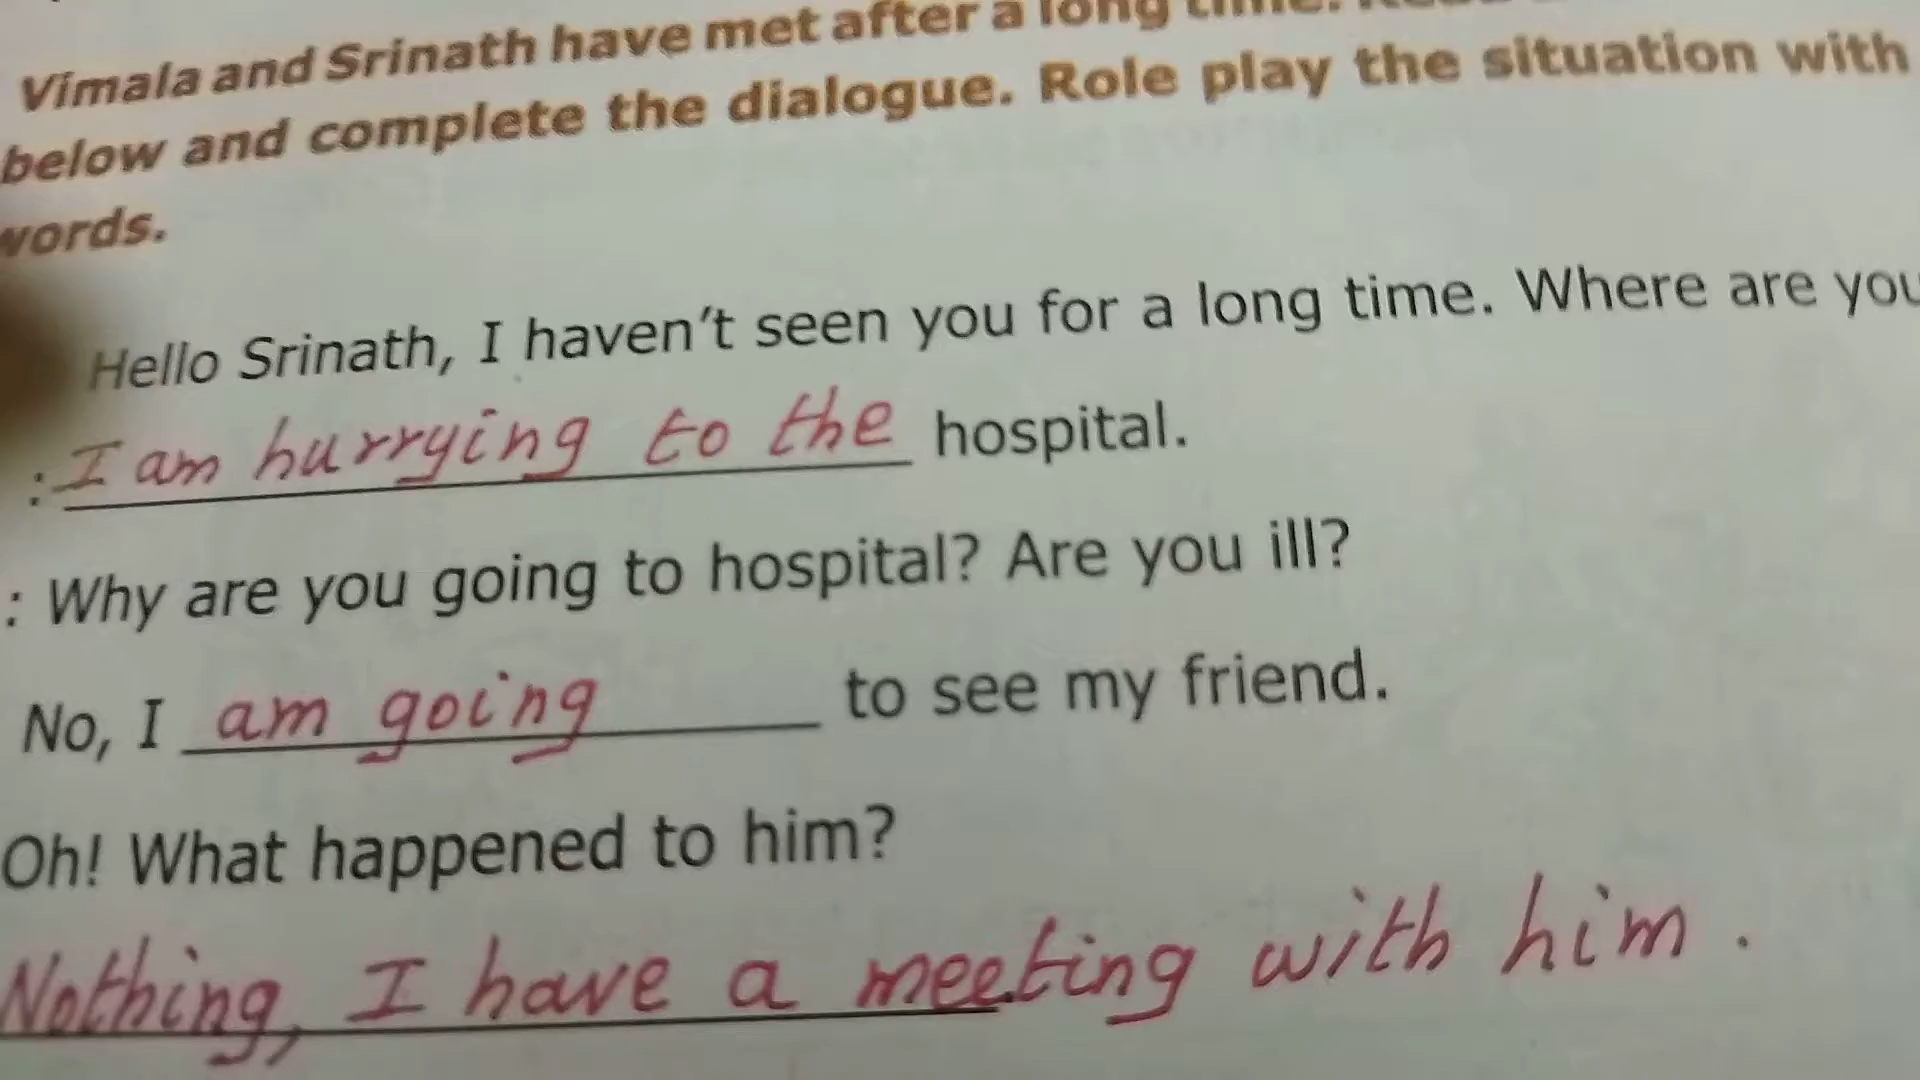 Vimala and Srinath have met after a long time.
below and complete the dialogue. Role play the situation with
words.
Hello Srinath, I haven't seen you for a long time. Where are you
: I am hurrying to the hospital.
: Why are you going to hospital? Are you ill?
No, I am going to see my friend.
Oh! What happened to him?
Nothing, I have a meeting with him.